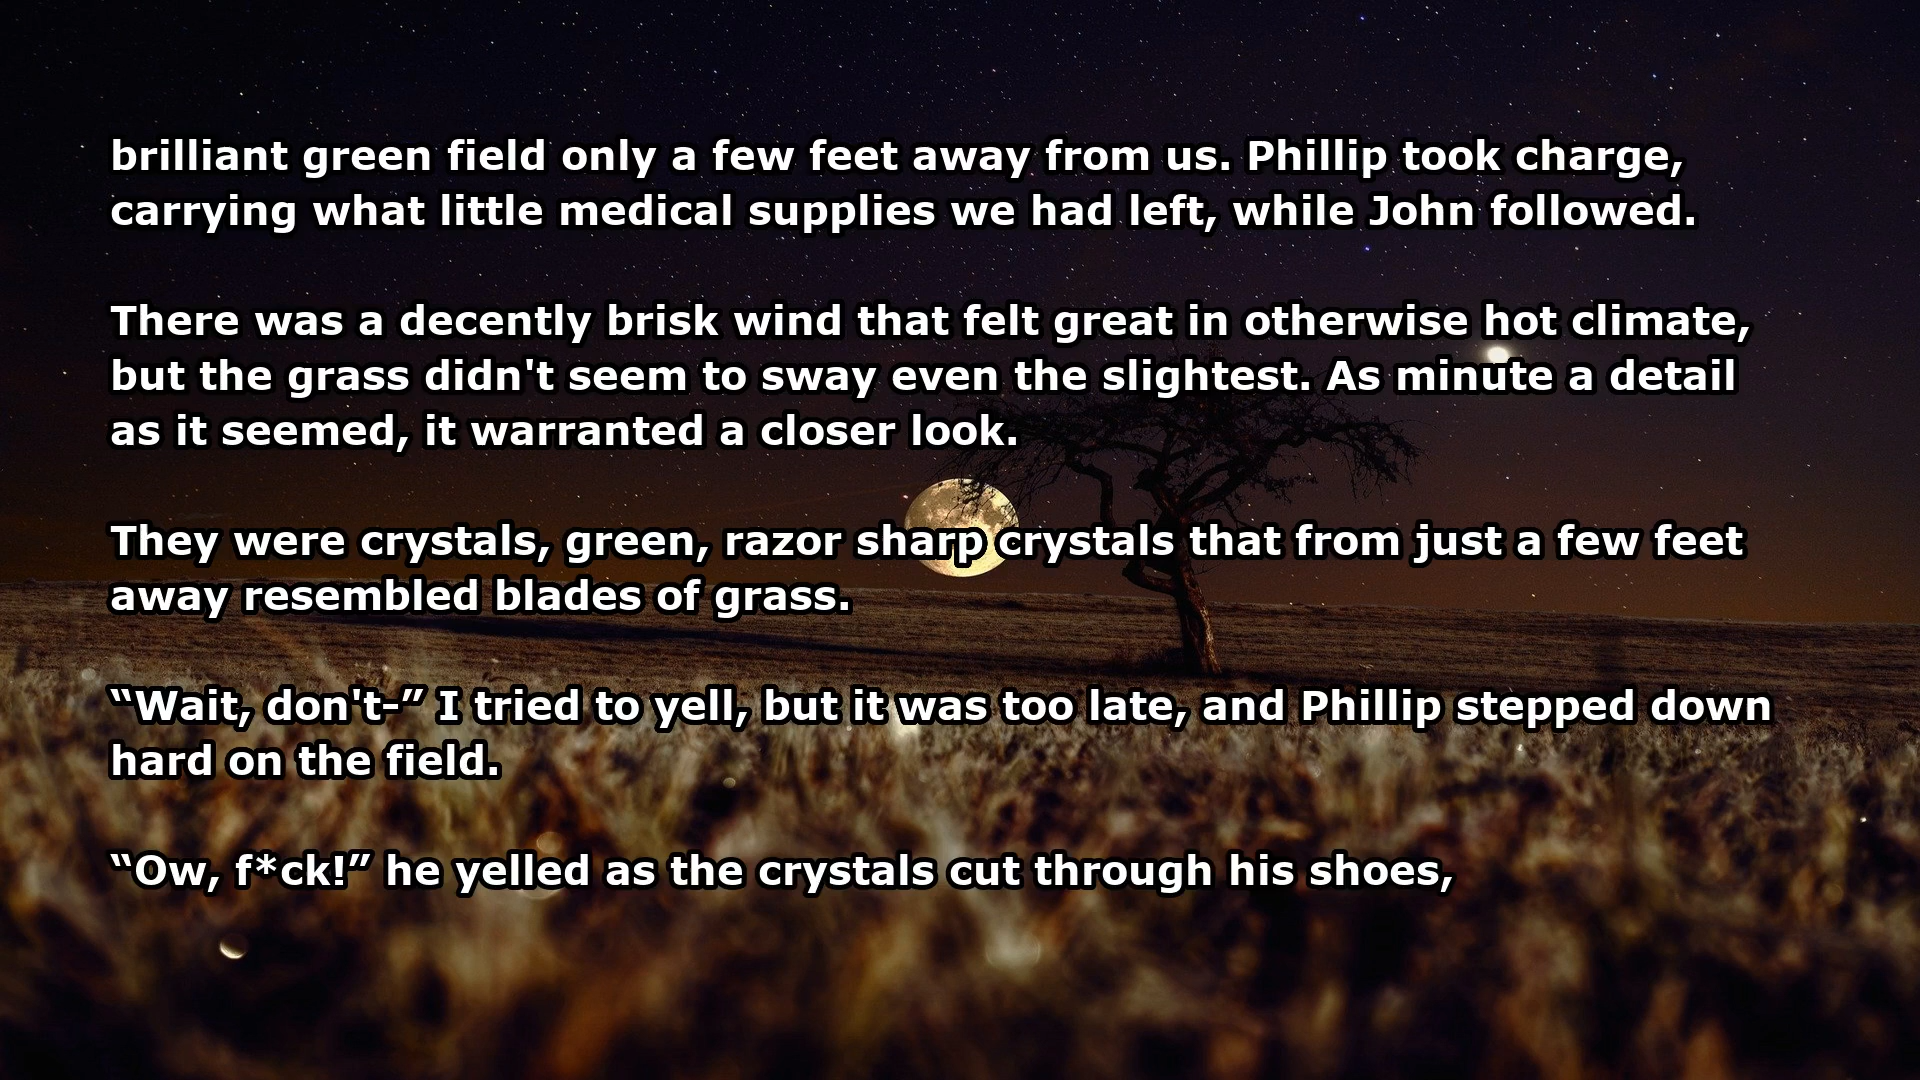 brilliant green field only a few feet away from us. Phillip took charge,
carrying what little medical supplies we had left, while John followed.
There was a decently brisk wind that felt great in otherwise hot climate,
but the grass didn't seem to sway even the slightest. As minute a detail
as it seemed, it warranted a closer look.
They were crystals, green, razor sharp crystals that from just a few feet
away resembled blades of grass.
“Wait, don't-” I tried to yell, but it was too late, and Phillip stepped down
hard on the field.
“Ow, f*ck!” he yelled as the crystals cut through his shoes,